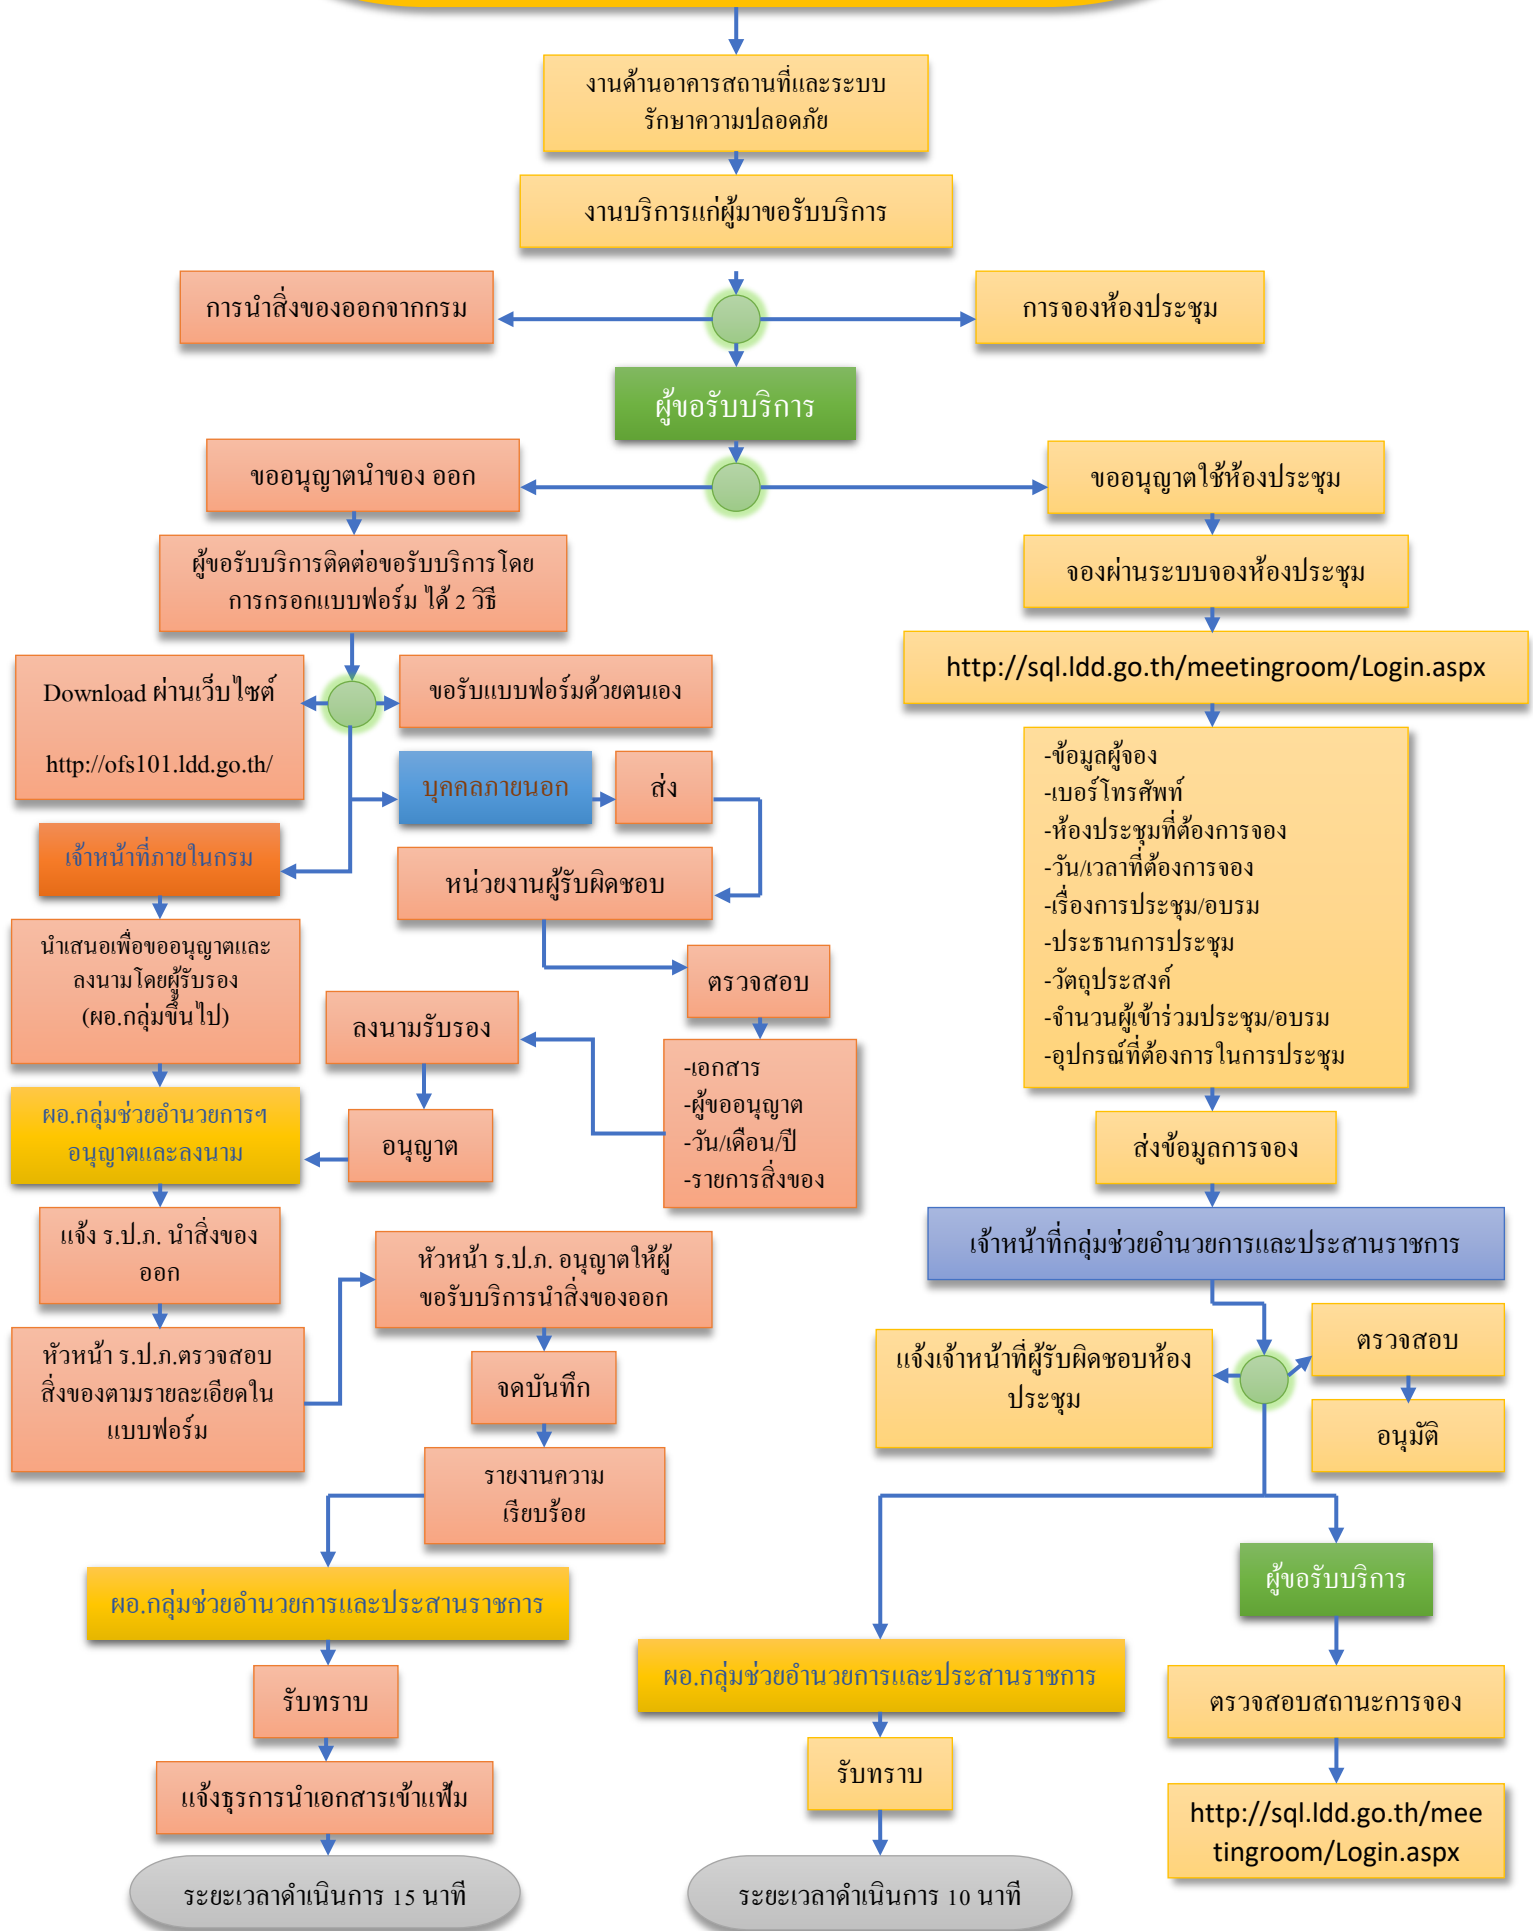 งานด้านอาคารสถานที่และระบบ
รักษาความปลอดภัย
งานบริการแก่ผู้มาขอรับบริการ
การนำสิ่งของออกจากกรม
การจองห้องประชุม
ผู้ขอรับบริการ
ขออนุญาตนำของ ออก
ขออนุญาตใช้ห้องประชุม
ผู้ขอรับบริการติดต่อขอรับบริการโดย
การกรอกแบบฟอร์ม ได้ 2 วิธี
จองผ่านระบบจองห้องประชุม
Download ผ่านเว็บไซต์
http://ofs101.ldd.go.th/
ขอรับแบบฟอร์มด้วยตนเอง
http://sql.ldd.go.th/meetingroom/Login.aspx
บุคคลภายนอก
ส่ง
-ข้อมูลผู้จอง
-เบอร์โทรศัพท์
-ห้องประชุมที่ต้องการจอง
-วัน/เวลาที่ต้องการจอง
-เรื่องการประชุม/อบรม
-ประธานการประชุม
-วัตถุประสงค์
-จำนวนผู้เข้าร่วมประชุม/อบรม
-อุปกรณ์ที่ต้องการในการประชุม
เจ้าหน้าที่ภายในกรม
หน่วยงานผู้รับผิดชอบ
นำเสนอเพื่อขออนุญาตและ
ลงนามโดยผู้รับรอง
(ผอ.กลุ่มขึ้นไป)
ตรวจสอบ
ลงนามรับรอง
-เอกสาร
-ผู้ขออนุญาต
-วัน/เดือน/ปี
-รายการสิ่งของ
ผอ.กลุ่มช่วยอำนวยการฯ
อนุญาตและลงนาม
อนุญาต
ส่งข้อมูลการจอง
แจ้ง ร.ป.ภ. นำสิ่งของ
ออก
หัวหน้า ร.ป.ภ. อนุญาตให้ผู้
ขอรับบริการนำสิ่งของออก
เจ้าหน้าที่กลุ่มช่วยอำนวยการและประสานราชการ
หัวหน้า ร.ป.ภ.ตรวจสอบ
สิ่งของตามรายละเอียดใน
แบบฟอร์ม
จดบันทึก
แจ้งเจ้าหน้าที่ผู้รับผิดชอบห้อง
ประชุม
ตรวจสอบ
อนุมัติ
รายงานความ
เรียบร้อย
ผอ.กลุ่มช่วยอำนวยการและประสานราชการ
ผู้ขอรับบริการ
ผอ.กลุ่มช่วยอำนวยการและประสานราชการ
รับทราบ
ตรวจสอบสถานะการจอง
รับทราบ
แจ้งธุรการนำเอกสารเข้าแฟ้ม
http://sql.ldd.go.th/mee
tingroom/Login.aspx
ระยะเวลาดำเนินการ 15 นาที
ระยะเวลาดำเนินการ 10 นาที